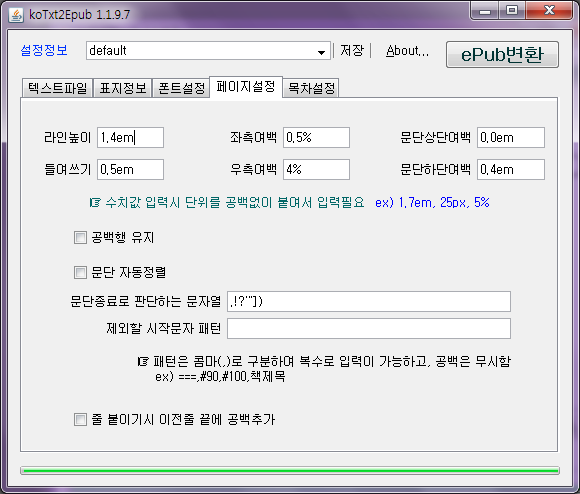 koTxt2Epub 1.1.9.7
설정정보 default 저장 About... ePub변환
텍스트파일 표지정보 폰트설정 페이지설정 목차설정
라인높이 1.4em 좌측여백 0.5% 문단상단여백 0.0em
들여쓰기 0.5em 우측여백 4% 문단하단여백 0.4em
☞ 수치값 입력시 단위를 공백없이 붙여서 입력필요 ex) 1.7em, 25px, 5%
공백행 유지
문단 자동정렬
문단종료로 판단하는 문자열 .!?'"])
제외할 시작문자 패턴
☞ 패턴은 콤마(,)로 구분하여 복수로 입력이 가능하고, 공백은 무시함
ex) ===,#90,#100,책제목
줄 붙이기시 이전줄 끝에 공백추가